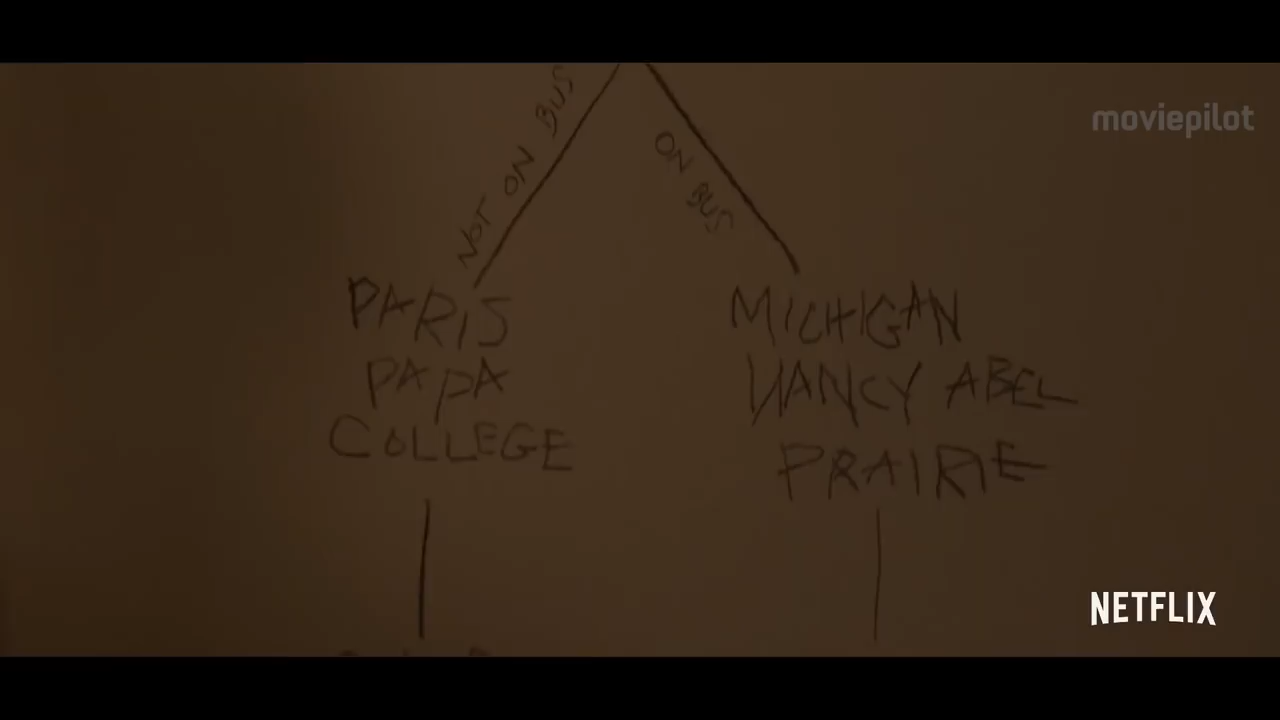 NOT ON BUS
ON BUS
moviepilot
PARIS
PAPA
COLLEGE
MICHIGAN
NANCY ABEL
PRAIRIE
NETFLIX